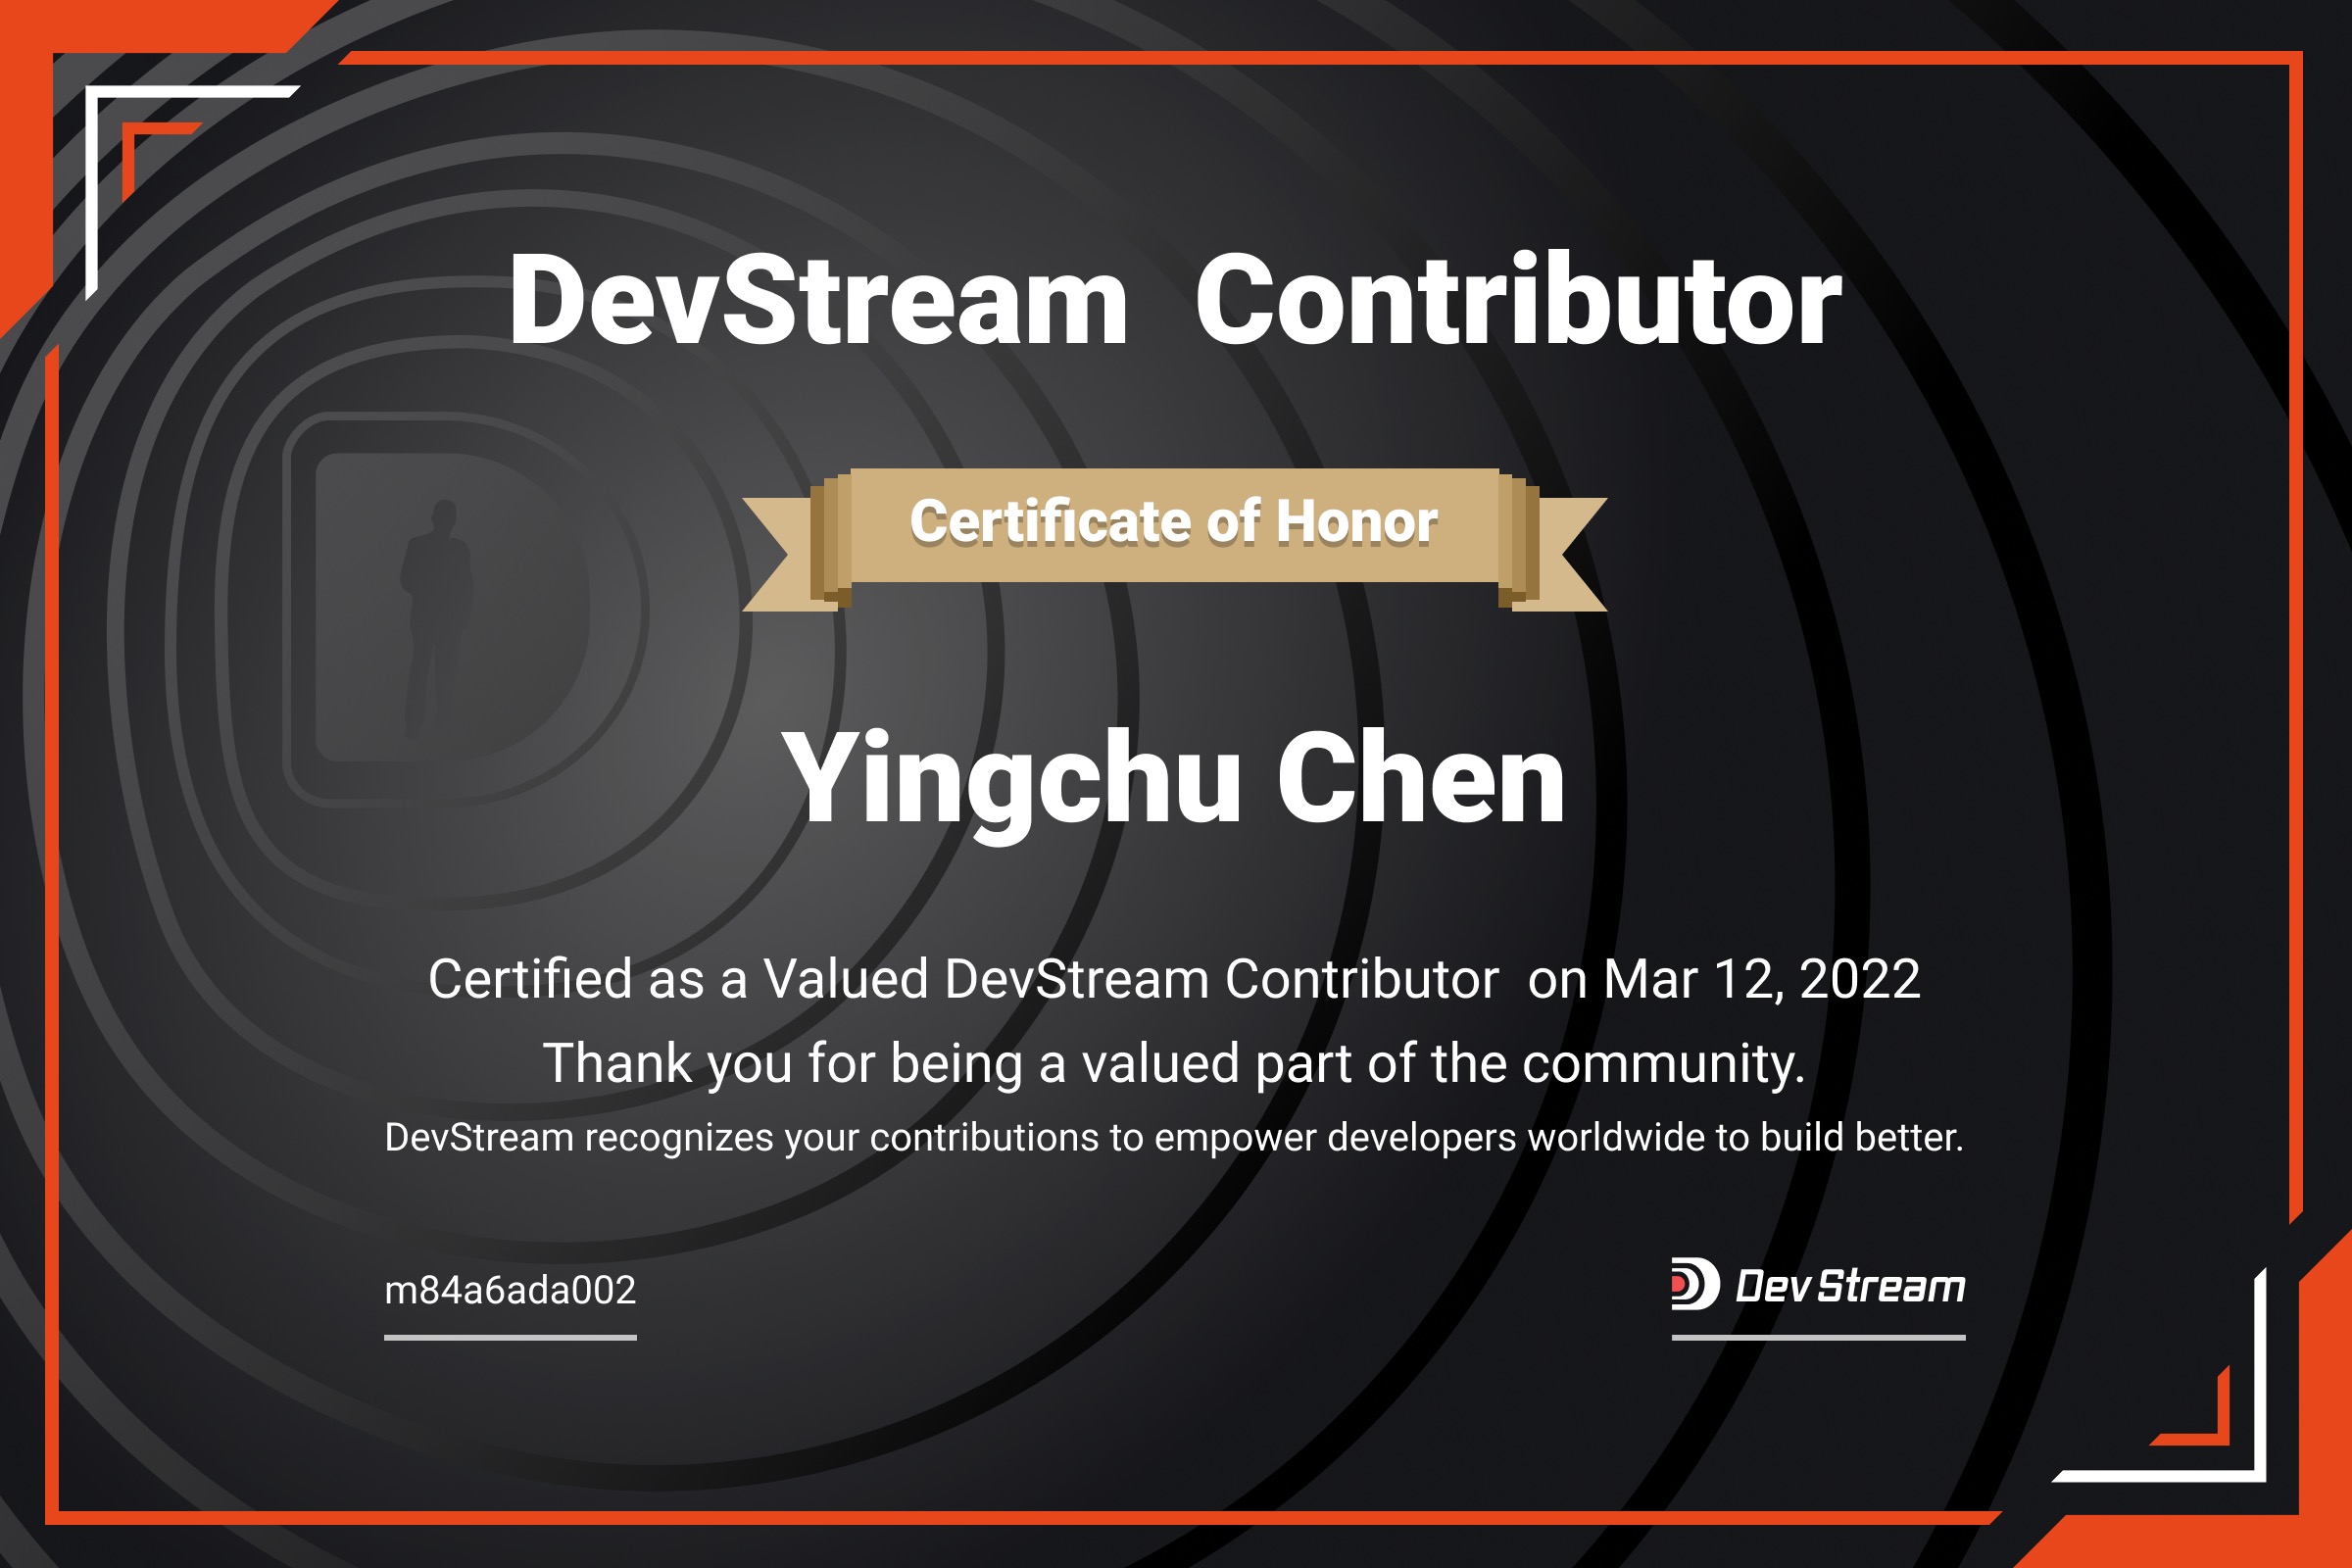 DevStream Contributor
Certificate of Honor
Yingchu Chen
Certified as a Valued DevStream Contributor on Mar 12, 2022
Thank you for being a valued part of the community.
DevStream recognizes your contributions to empower developers worldwide to build better.
m84a6ada002
DevStream